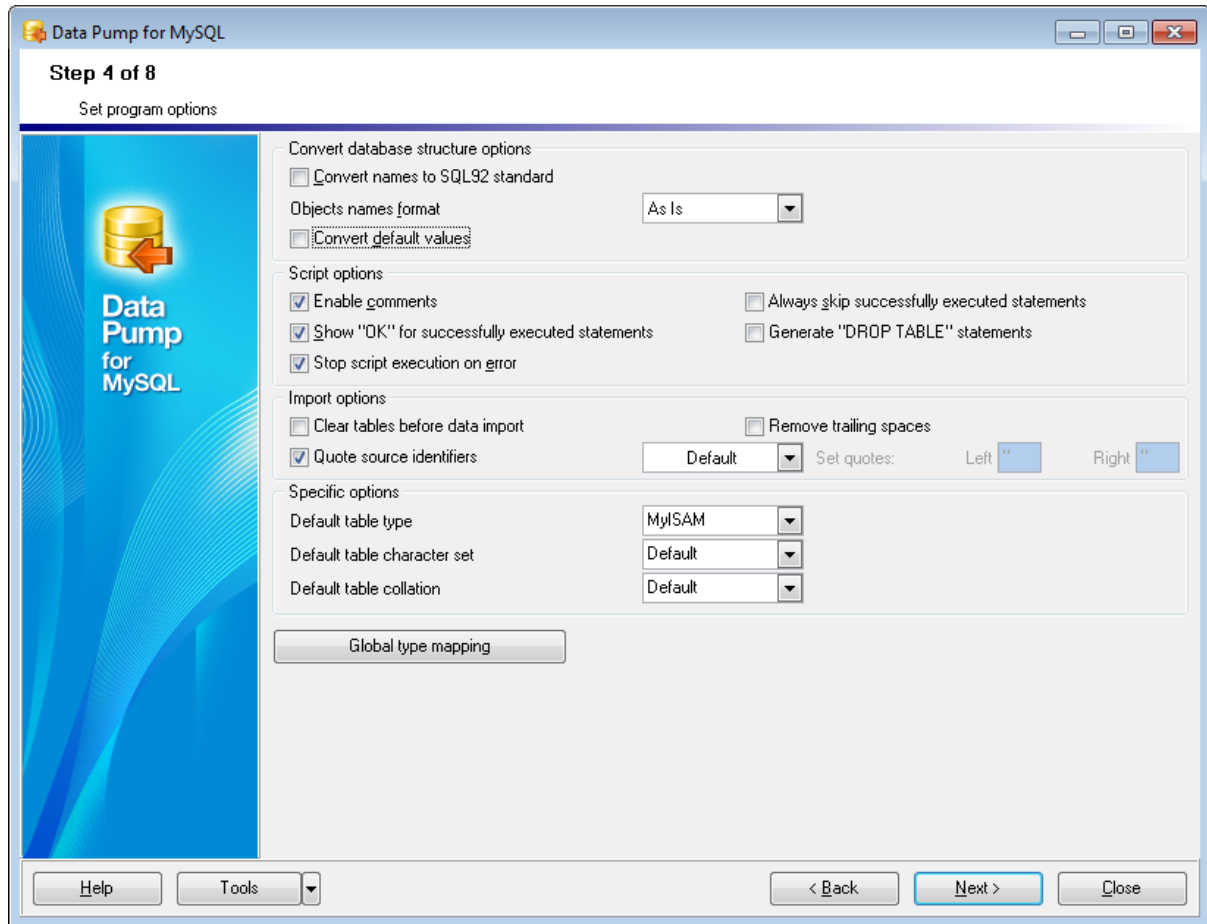 Data Pump for MySQL
Step 4 of 8
Set program options
Data
Pump
for
MySQL
Convert database structure options
Convert names to SQL92 standard
Objects names format As Is
Convert default values
Script options
Enable comments Always skip successfully executed statements
Show "OK" for successfully executed statements Generate "DROP TABLE" statements
Stop script execution on error
Import options
Clear tables before data import Remove trailing spaces
Quote source identifiers Default Set quotes: Left " Right "
Specific options
Default table type MyISAM
Default table character set Default
Default table collation Default
Global type mapping
Help Tools < Back Next > Close